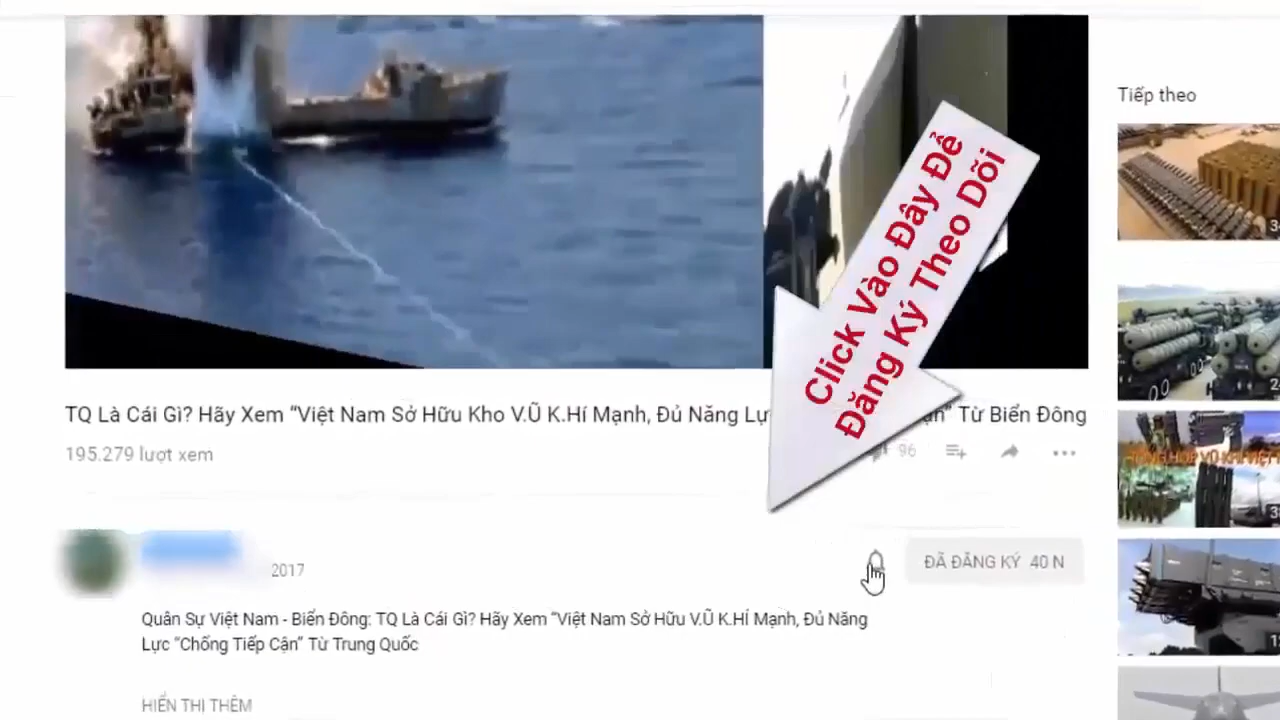 Tiếp theo
Click Vào Đây Để
Đăng Ký Theo Dõi
TQ Là Cái Gì? Hãy Xem “Việt Nam Sở Hữu Kho V.Ũ K.Hí Mạnh, Đủ Năng Lự ận” Từ Biển Đông
195.279 lượt xem
96
2017
ĐÃ ĐĂNG KÝ 40 N
Quân Sự Việt Nam - Biển Đông: TQ Là Cái Gì? Hãy Xem “Việt Nam Sở Hữu V.Ũ K.HÍ Mạnh, Đủ Năng
Lực “Chống Tiếp Cận” Từ Trung Quốc
HIỂN THỊ THÊM